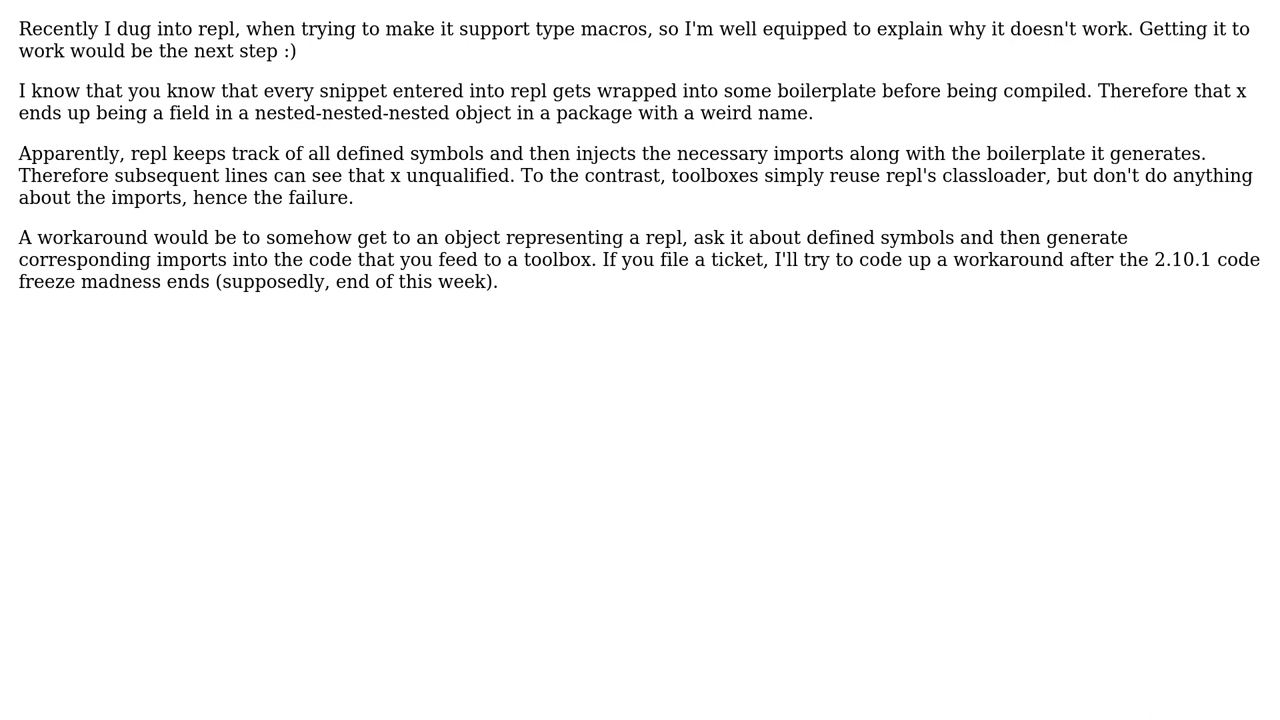 Recently I dug into repl, when trying to make it support type macros, so I'm well equipped to explain why it doesn't work. Getting it to
work would be the next step :)
I know that you know that every snippet entered into repl gets wrapped into some boilerplate before being compiled. Therefore that x
ends up being a field in a nested-nested-nested object in a package with a weird name.
Apparently, repl keeps track of all defined symbols and then injects the necessary imports along with the boilerplate it generates.
Therefore subsequent lines can see that x unqualified. To the contrast, toolboxes simply reuse repl's classloader, but don't do anything
about the imports, hence the failure.
A workaround would be to somehow get to an object representing a repl, ask it about defined symbols and then generate
corresponding imports into the code that you feed to a toolbox. If you file a ticket, I'll try to code up a workaround after the 2.10.1 code
freeze madness ends (supposedly, end of this week).